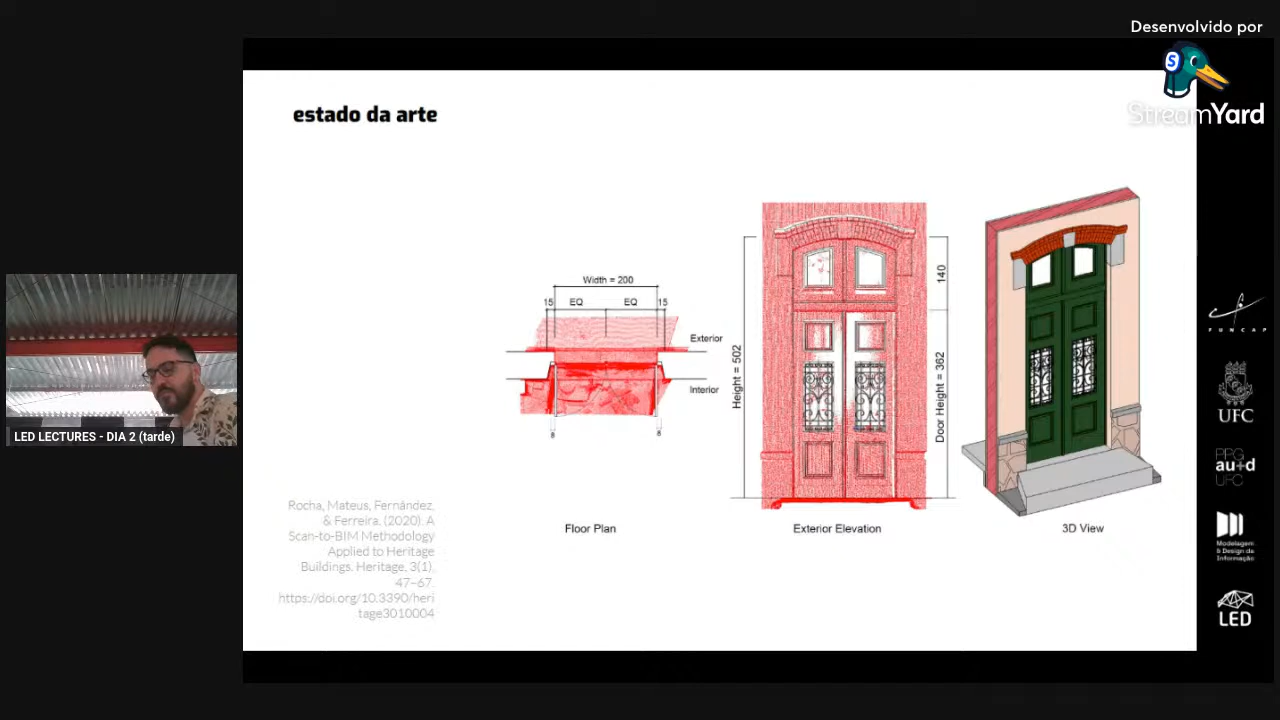 Desenvolvido por
S
StreamYard
estado da arte
Width = 200
15 EQ EQ 15
Exterior
Interior
8 8
Floor Plan
Height = 502
140
Door Height = 362
Exterior Elevation
3D View
Rocha, Mateus, Fernández,
& Ferreira. (2020). A
Scan-to-BIM Methodology
Applied to Heritage
Buildings. Heritage, 3(1),
47–67.
https://doi.org/10.3390/heri
tage3010004
LED LECTURES - DIA 2 (tarde)
FUNCAP
UFC
PPG
au+d
UFC
Modelagem
& Design da
Informação
LED